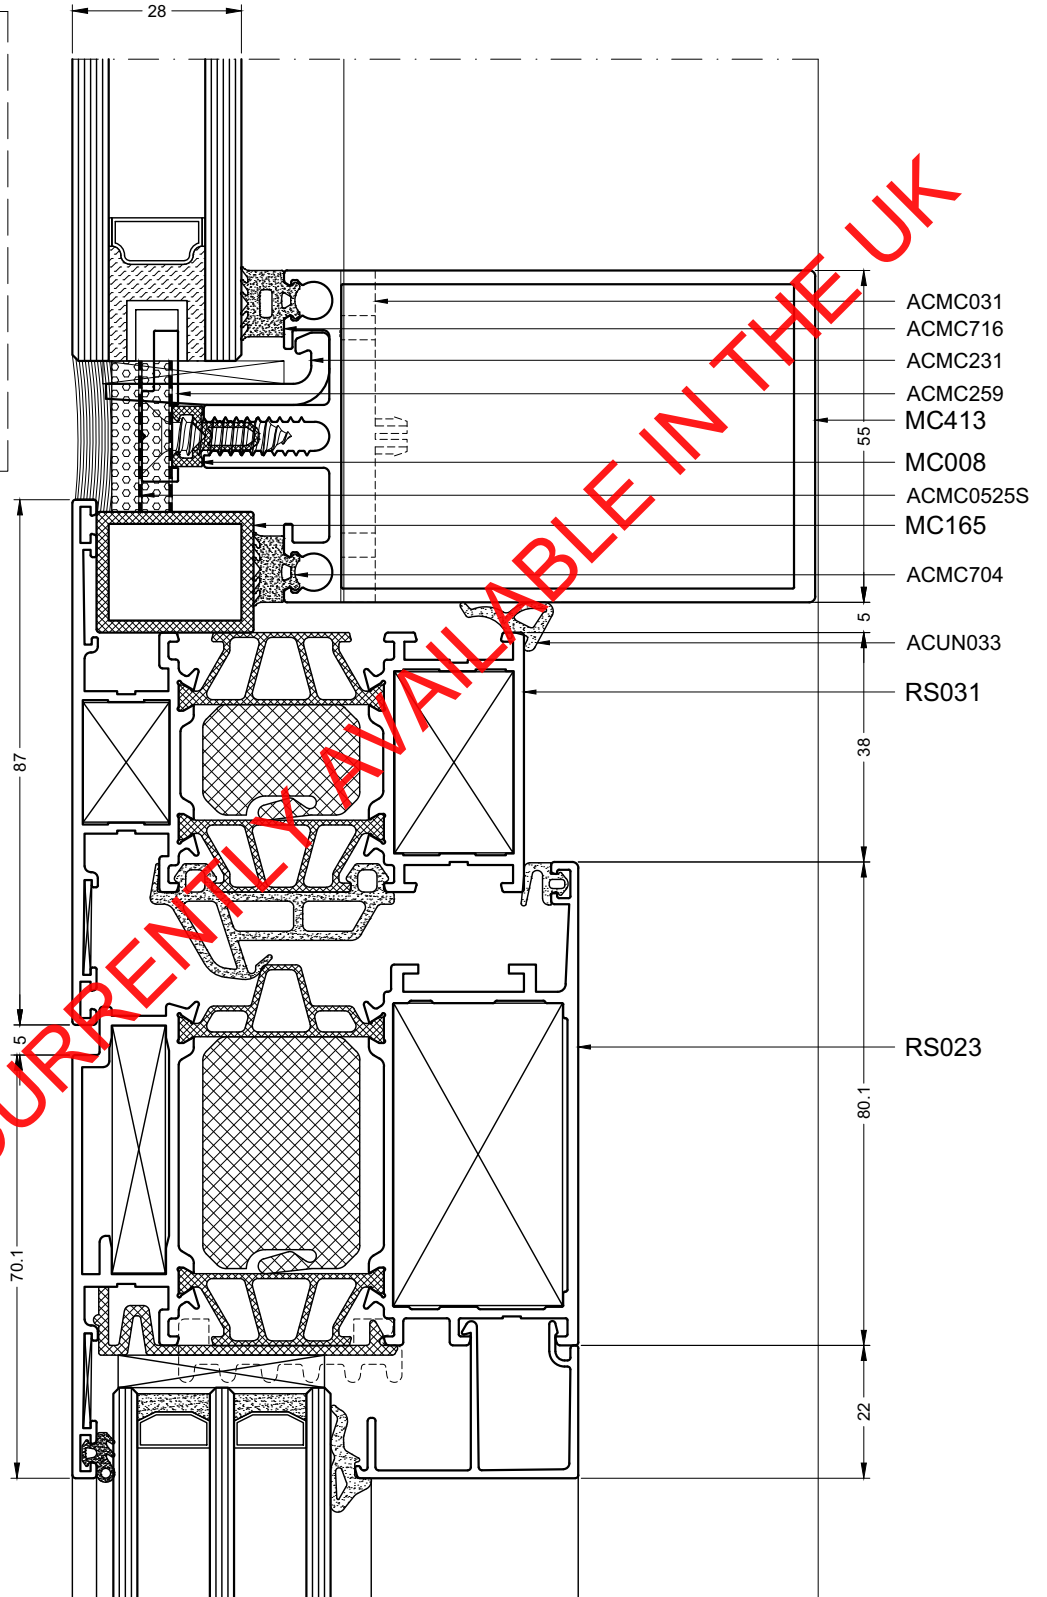 28
ACMC031
ACMC716
ACMC231
ACMC259
MC413
55
MC008
ACMC0525S
MC165
ACMC704
5
ACUN033
RS031
38
87
5
RS023
80.1
70.1
22
CURRENTLY AVAILABLE IN THE UK